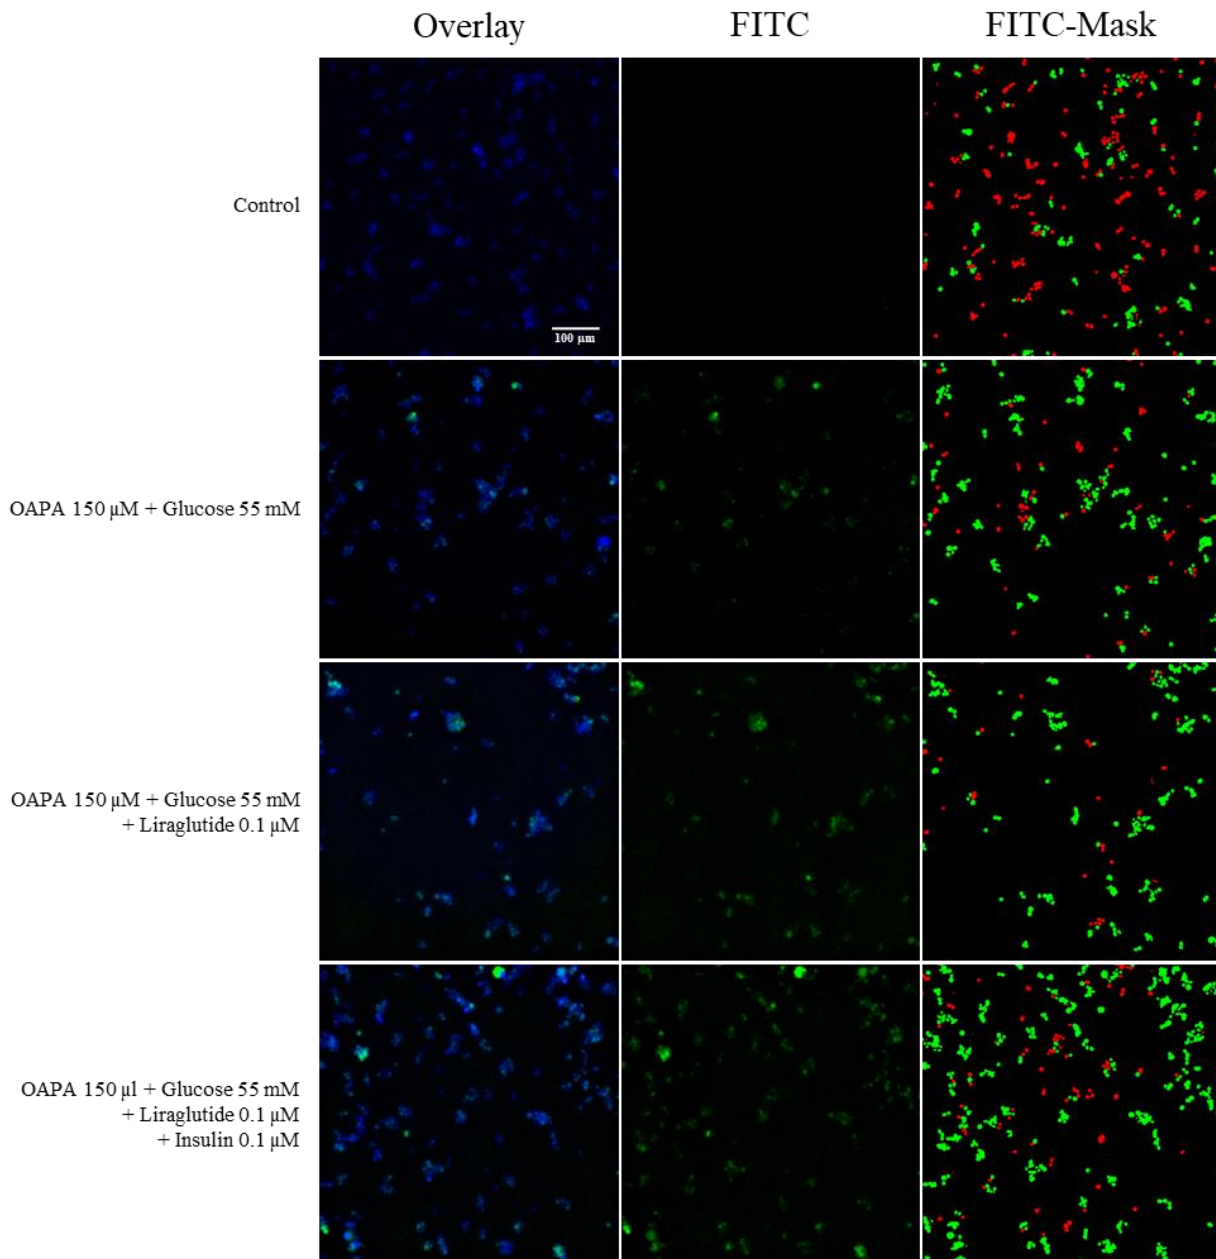 Overlay FITC FITC-Mask
Control
100 µm
OAPA 150 µM + Glucose 55 mM
OAPA 150 µM + Glucose 55 mM
+ Liraglutide 0.1 µM
OAPA 150 µl + Glucose 55 mM
+ Liraglutide 0.1 µM
+ Insulin 0.1 µM